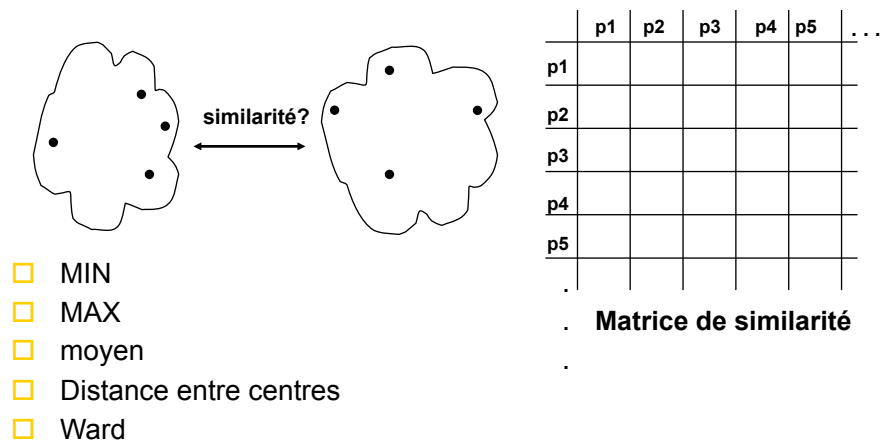 similarité?
MIN
MAX
moyen
Distance entre centres
Ward
p1 p2 p3 p4 p5 . . .
p1
p2
p3
p4
p5
.
.
.
Matrice de similarité